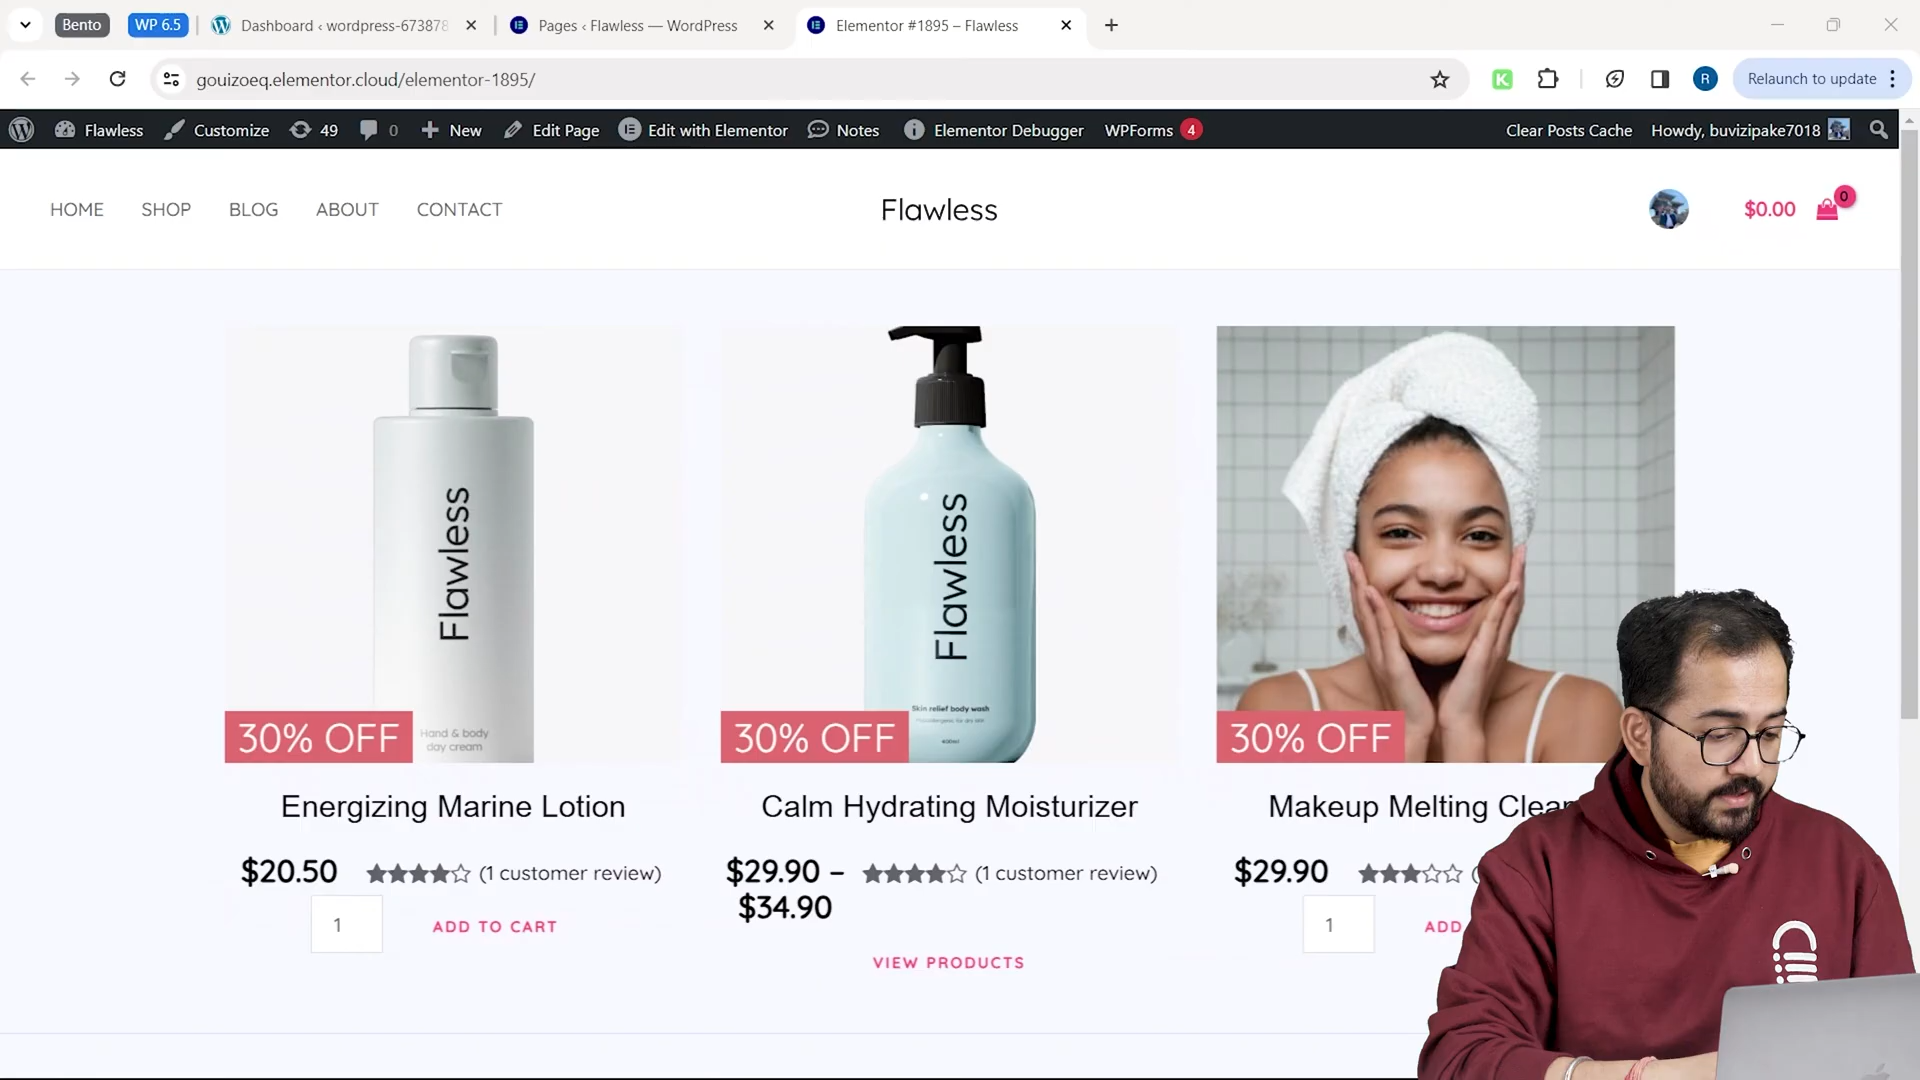 Bento
WP 6.5
Dashboard ‹ wordpress-673878
Pages ‹ Flawless — WordPress
Elementor #1895 – Flawless
gouizoeq.elementor.cloud/elementor-1895/
K
R
Relaunch to update
Flawless
Customize
49
0
New
Edit Page
Edit with Elementor
Notes
Elementor Debugger
WPForms
4
Clear Posts Cache
Howdy, buvizipake7018
HOME
SHOP
BLOG
ABOUT
CONTACT
Flawless
$0.00
0
Flawless
Hand & body
day cream
30% OFF
Flawless
Skin relief body wash
30% OFF
30% OFF
Energizing Marine Lotion
Calm Hydrating Moisturizer
Makeup Melting Clean
$20.50
(1 customer review)
$29.90 –
$34.90
(1 customer review)
$29.90
(
1
ADD TO CART
VIEW PRODUCTS
1
ADD